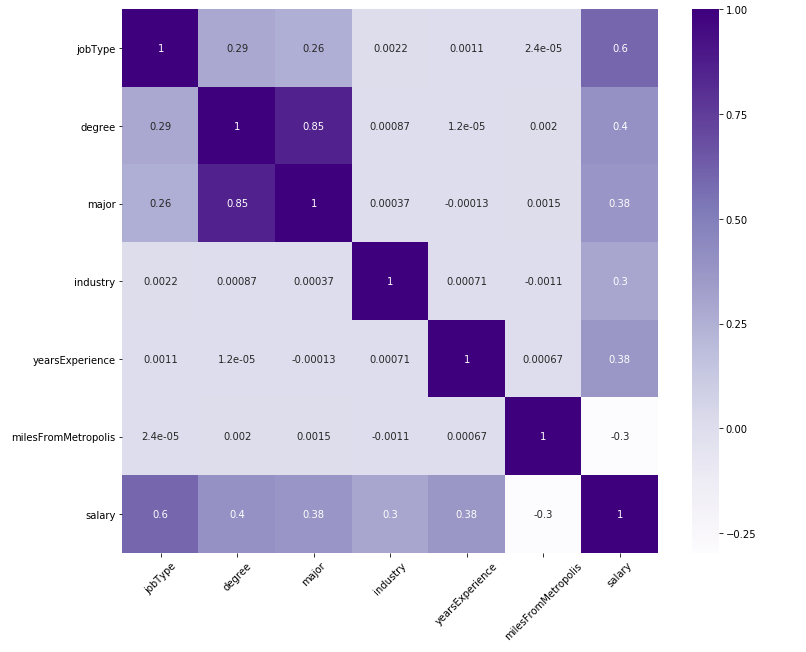 jobType 1 0.29 0.26 0.0022 0.0011 2.4e-05 0.6
degree 0.29 1 0.85 0.00087 1.2e-05 0.002 0.4
major 0.26 0.85 1 0.00037 -0.00013 0.0015 0.38
industry 0.0022 0.00087 0.00037 1 0.00071 -0.0011 0.3
yearsExperience 0.0011 1.2e-05 -0.00013 0.00071 1 0.00067 0.38
milesFromMetropolis 2.4e-05 0.002 0.0015 -0.0011 0.00067 1 -0.3
salary 0.6 0.4 0.38 0.3 0.38 -0.3 1
jobType degree major industry yearsExperience milesFromMetropolis salary
1.00
0.75
0.50
0.25
0.00
−0.25